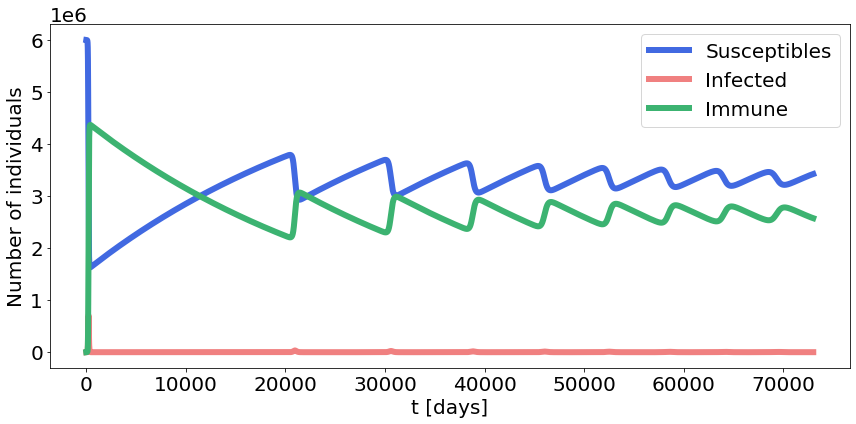 1e6
6
5
4
3
2
1
0
Number of individuals
Susceptibles
Infected
Immune
0 10000 20000 30000 40000 50000 60000 70000
t [days]